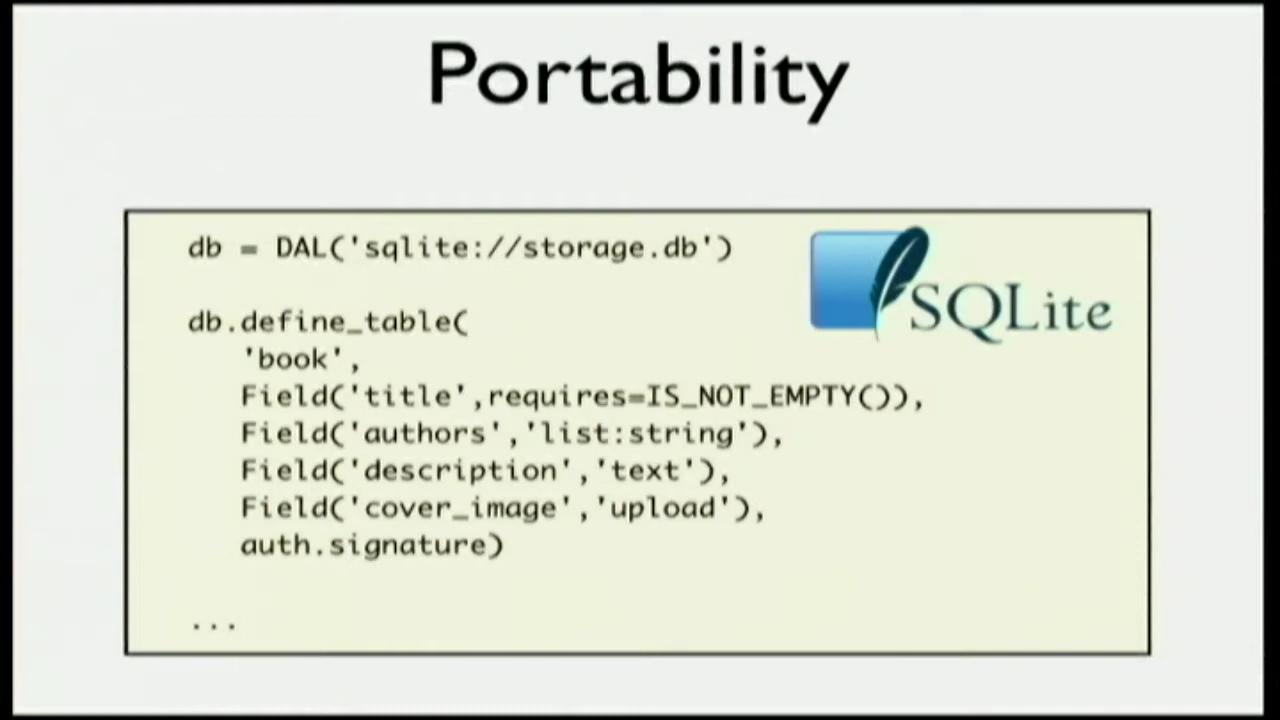 Portability
db = DAL('sqlite://storage.db')
SQLite
db.define_table(
'book',
Field('title',requires=IS_NOT_EMPTY()),
Field('authors','list:string'),
Field('description','text'),
Field('cover_image','upload'),
auth.signature)
...